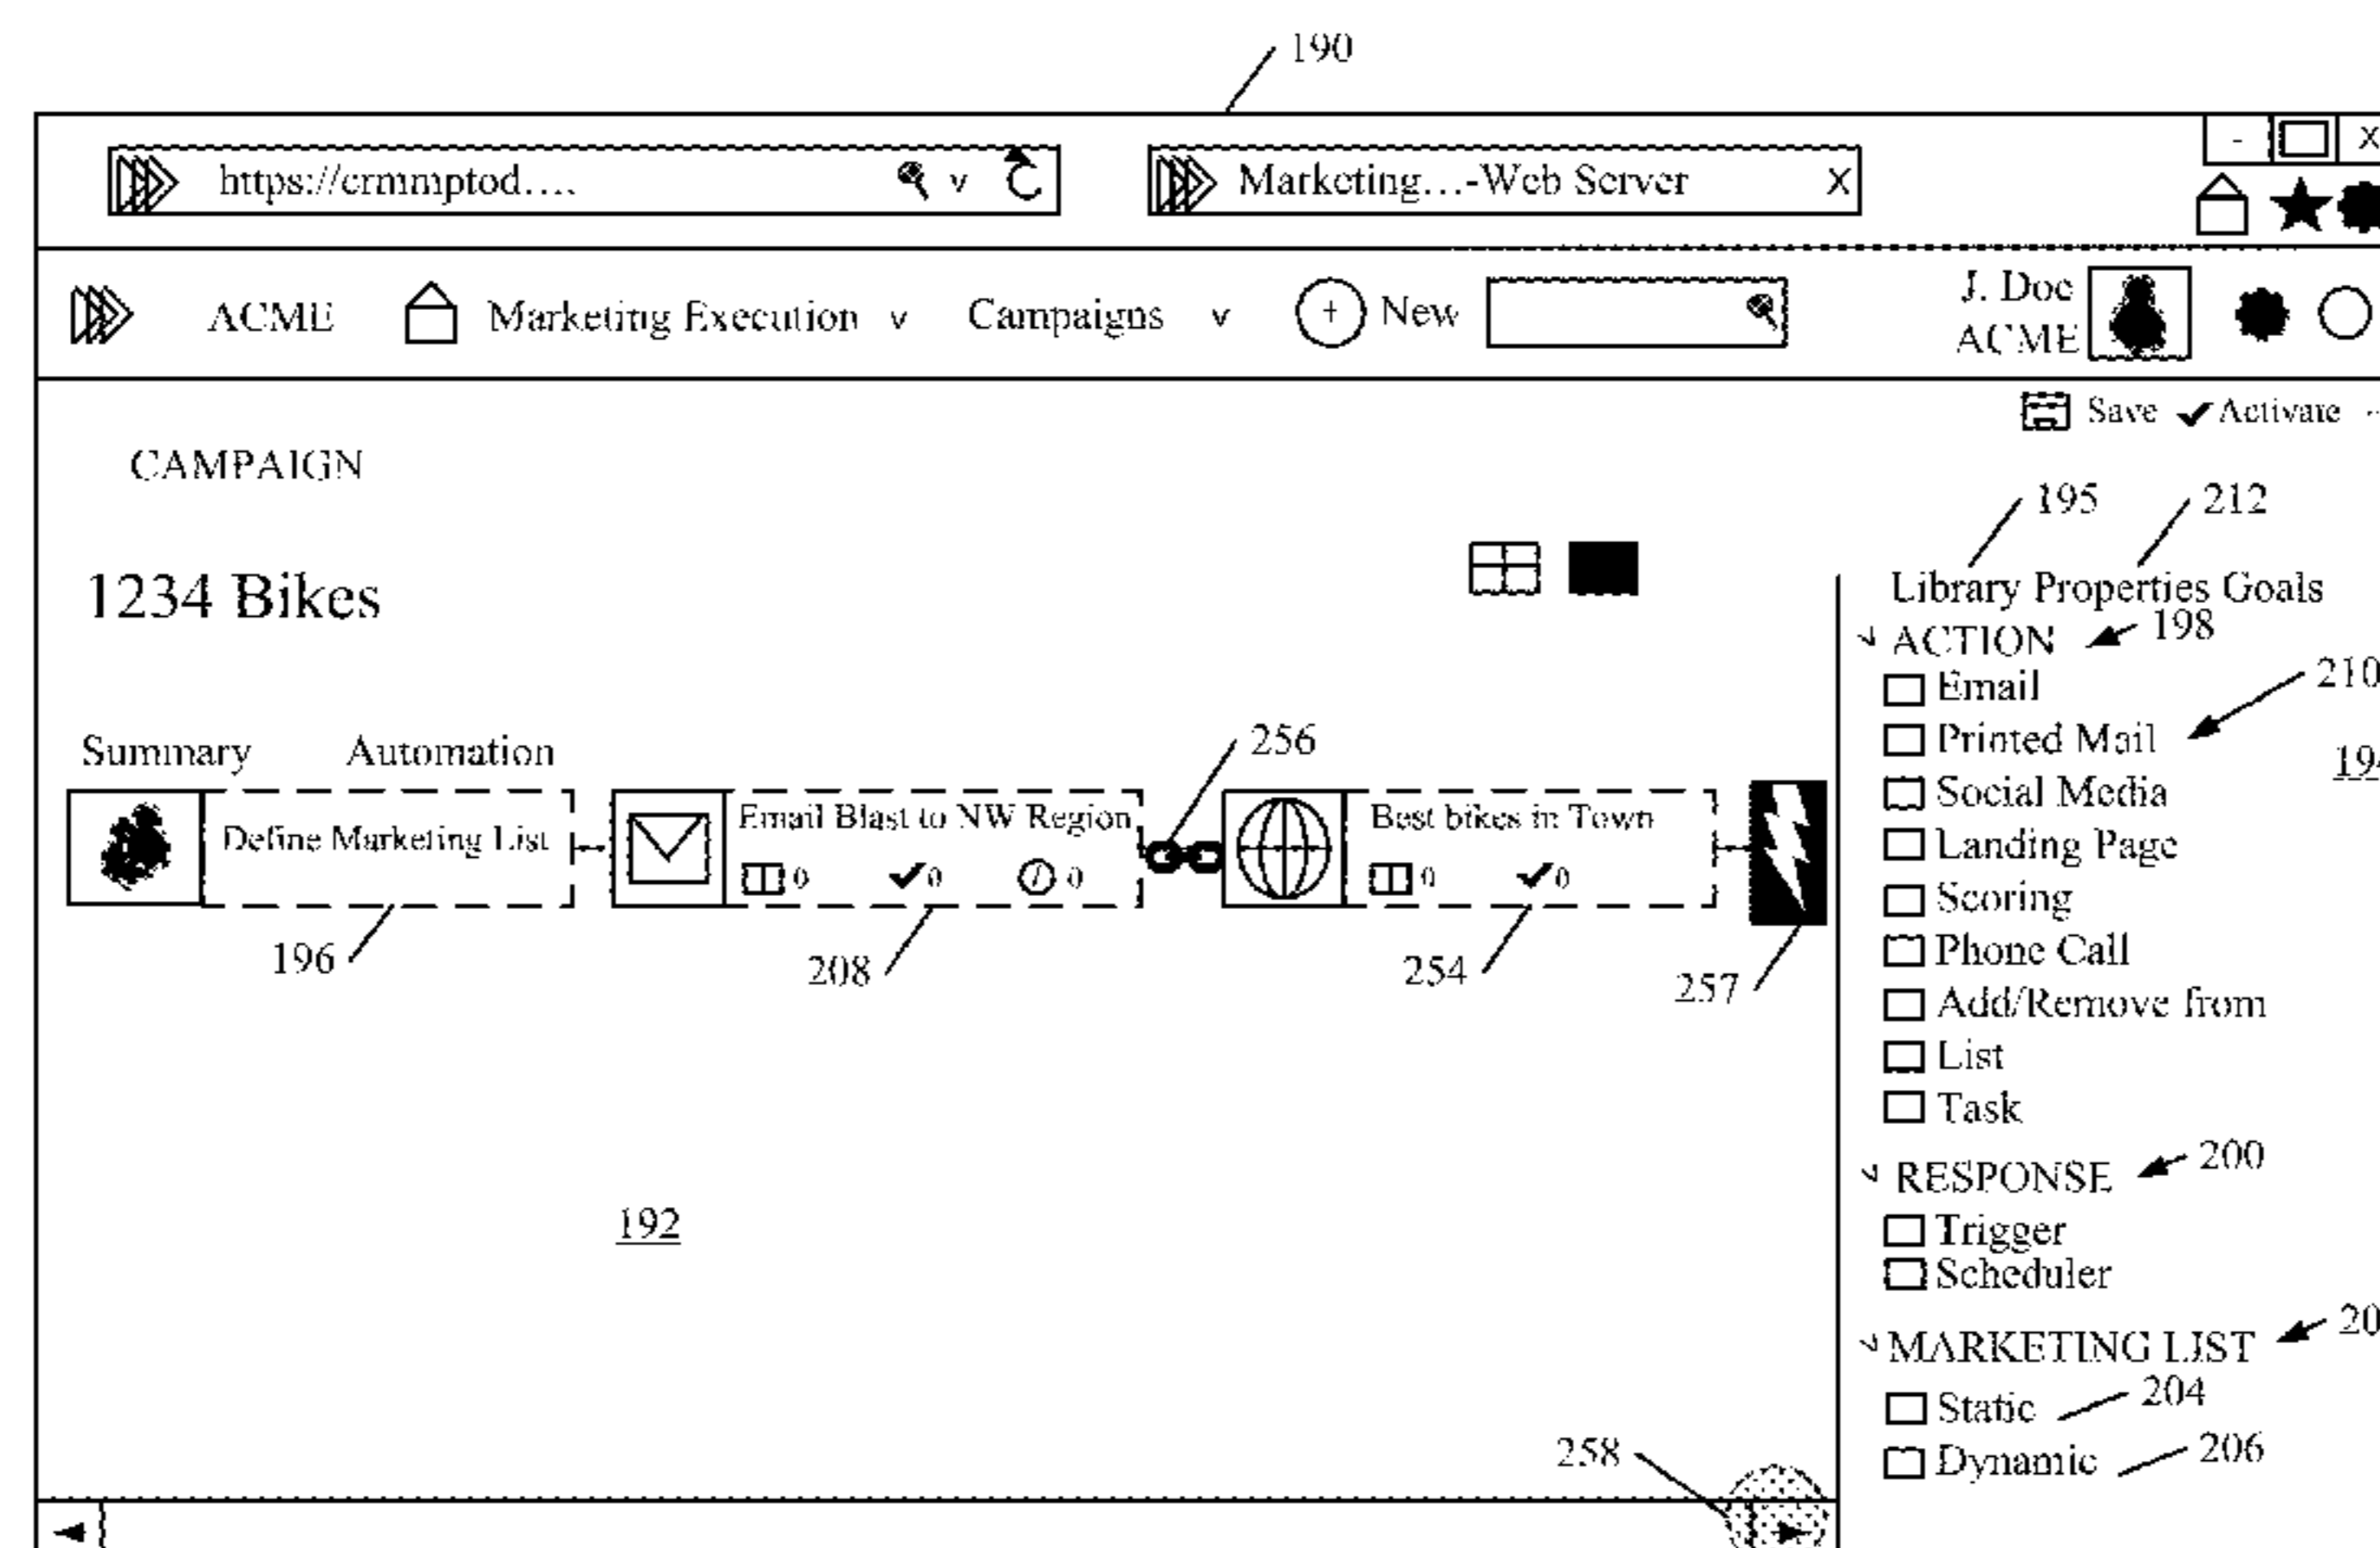 190
- X
https://crmmptod.... v Marketing...-Web Server X
ACME Marketing Execution v Campaigns v + New J. Doe
ACME
Save Activate
CAMPAIGN
195 212
1234 Bikes
Library Properties Goals
ACTION 198
Email
210
Printed Mail
Social Media
Landing Page
Scoring
Phone Call
Add/Remove from
List
Task
Summary Automation 256
Define Marketing List
Email Blast to NW Region
0 0 0
Best bikes in Town
0 0
196 208 254 257
RESPONSE 200
Trigger
Scheduler
192
MARKETING LIST
Static 204
Dynamic 206
258